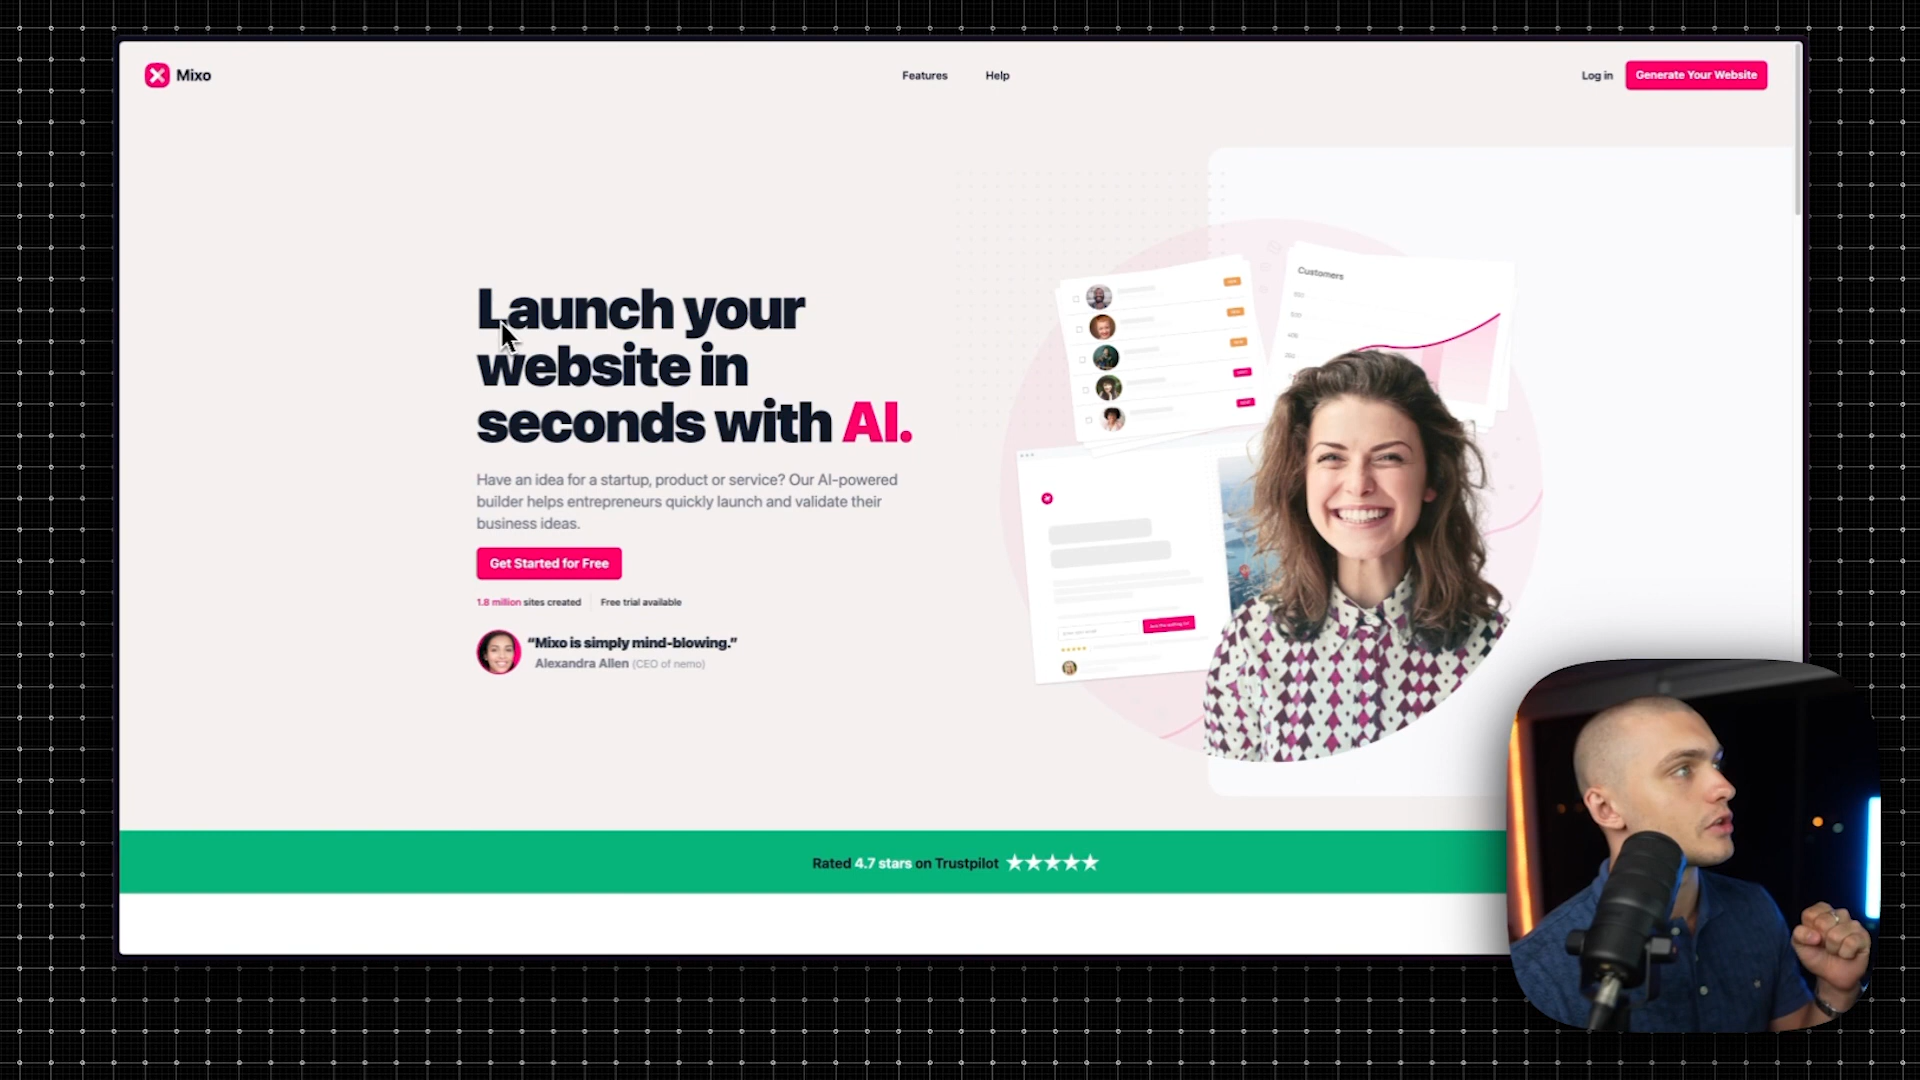 Mixo
Features
Help
Log in
Generate Your Website
Launch your
website in
seconds with AI.
Have an idea for a startup, product or service? Our AI-powered
builder helps entrepreneurs quickly launch and validate their
business ideas.
Get Started for Free
1.8 million sites created
Free trial available
“Mixo is simply mind-blowing.”
Alexandra Allen (CEO of nemo)
Customers
Rated 4.7 stars on Trustpilot